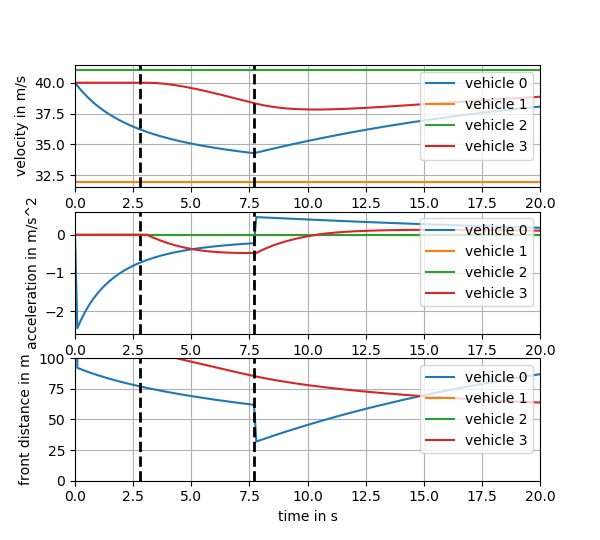 velocity in m/s
40.0
37.5
35.0
32.5
vehicle 0
vehicle 1
vehicle 2
vehicle 3
0.0 2.5 5.0 7.5 10.0 12.5 15.0 17.5 20.0
acceleration in m/s^2
0
−1
−2
vehicle 0
vehicle 1
vehicle 2
vehicle 3
0.0 2.5 5.0 7.5 10.0 12.5 15.0 17.5 20.0
front distance in m
100
75
50
25
0
vehicle 0
vehicle 1
vehicle 2
vehicle 3
0.0 2.5 5.0 7.5 10.0 12.5 15.0 17.5 20.0
time in s